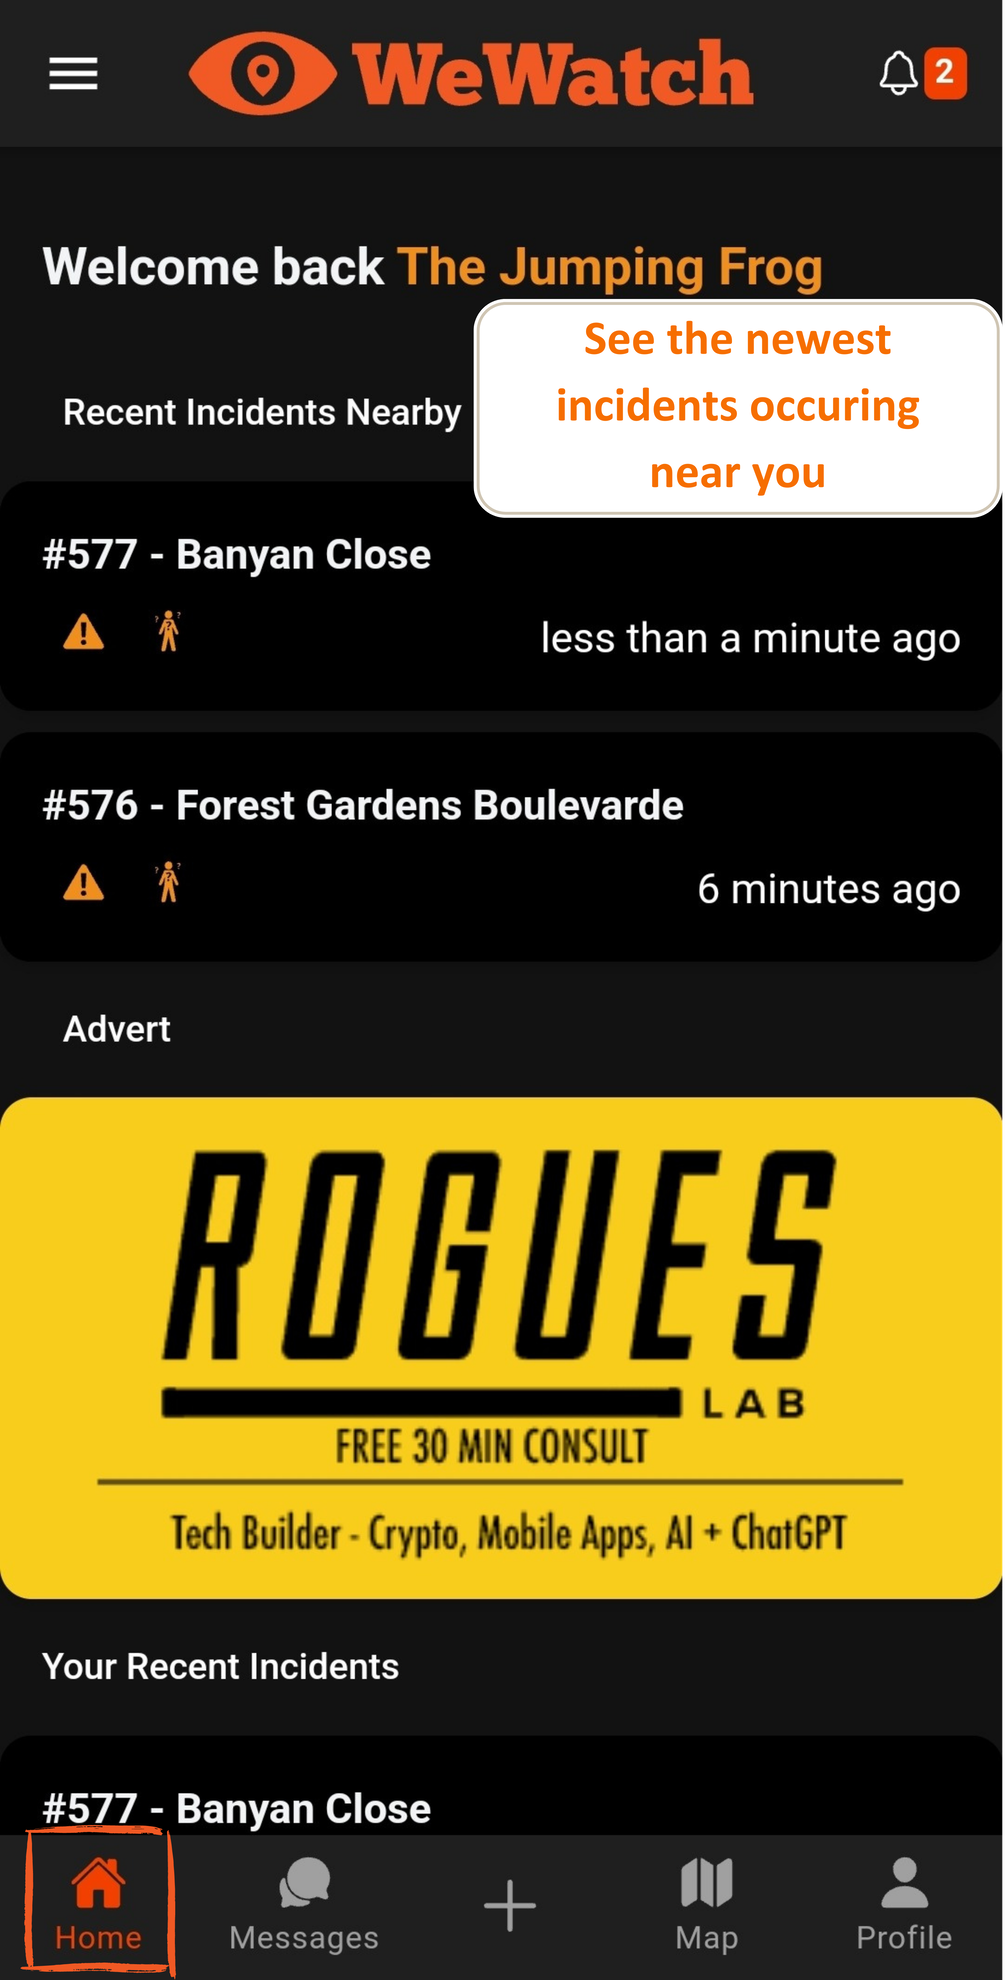 WeWatch
2
Welcome back The Jumping Frog
See the newest
incidents occuring
near you
Recent Incidents Nearby
#577 - Banyan Close
less than a minute ago
#576 - Forest Gardens Boulevarde
6 minutes ago
Advert
ROGUES
LAB
FREE 30 MIN CONSULT
Tech Builder - Crypto, Mobile Apps, AI + ChatGPT
Your Recent Incidents
#577 - Banyan Close
Home
Messages
Map
Profile